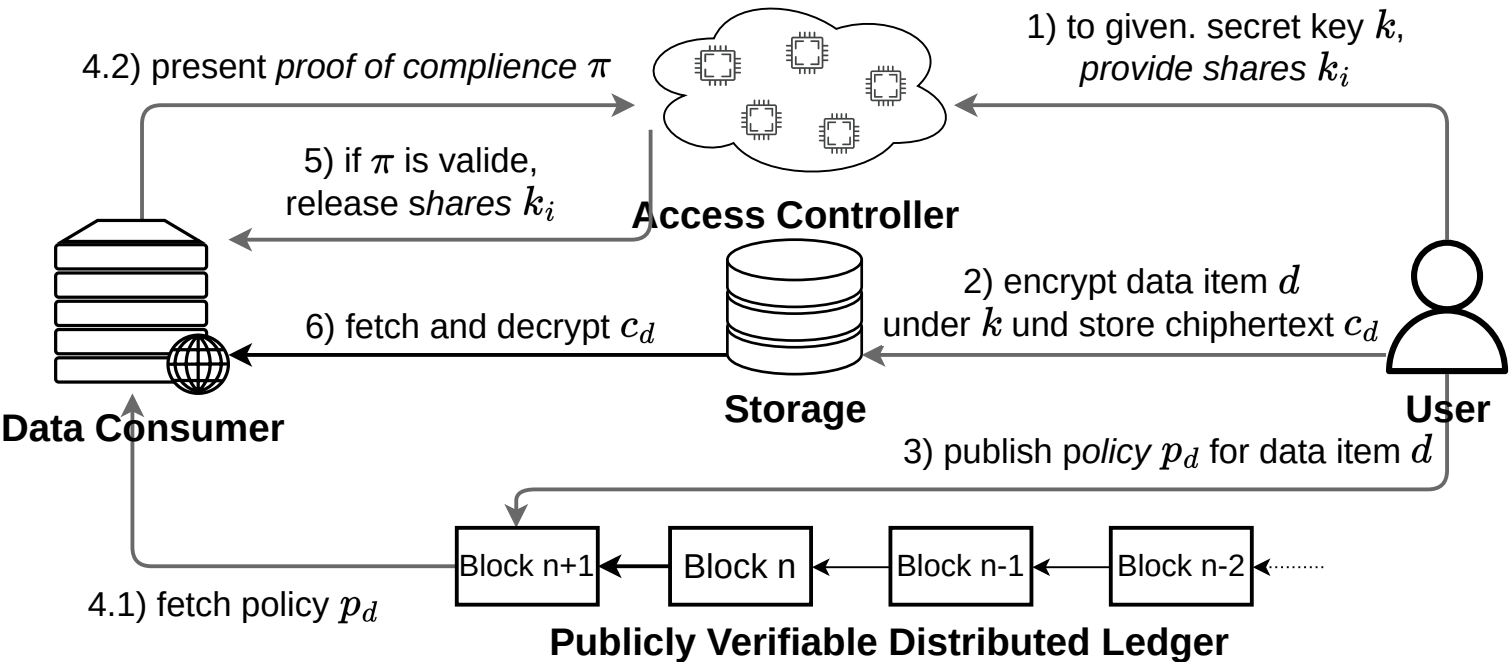 1) to given. secret key k,
provide shares k_i
4.2) present proof of complience π
5) if π is valide,
release shares k_i
Access Controller
2) encrypt data item d
under k und store chiphertext c_d
6) fetch and decrypt c_d
Storage
User
Data Consumer
3) publish policy p_d for data item d
Block n+1
Block n
Block n-1
Block n-2
4.1) fetch policy p_d
Publicly Verifiable Distributed Ledger